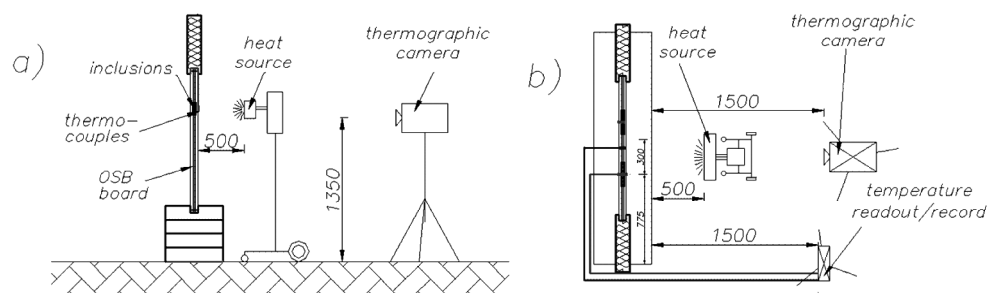 a)
inclusions
thermo-
couples
OSB
board
500
heat
source
1350
thermographic
camera
b)
heat
source
thermographic
camera
1500
300
500
775
1500
temperature
readout/record